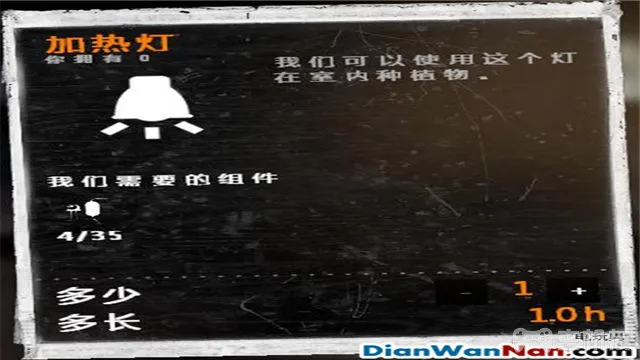 加热灯
你拥有 0
我们可以使用这个灯
在室内种植物。
我们需要的组件
4/35
多少 - 1 +
多长 1.0 h
DianWanNan.com